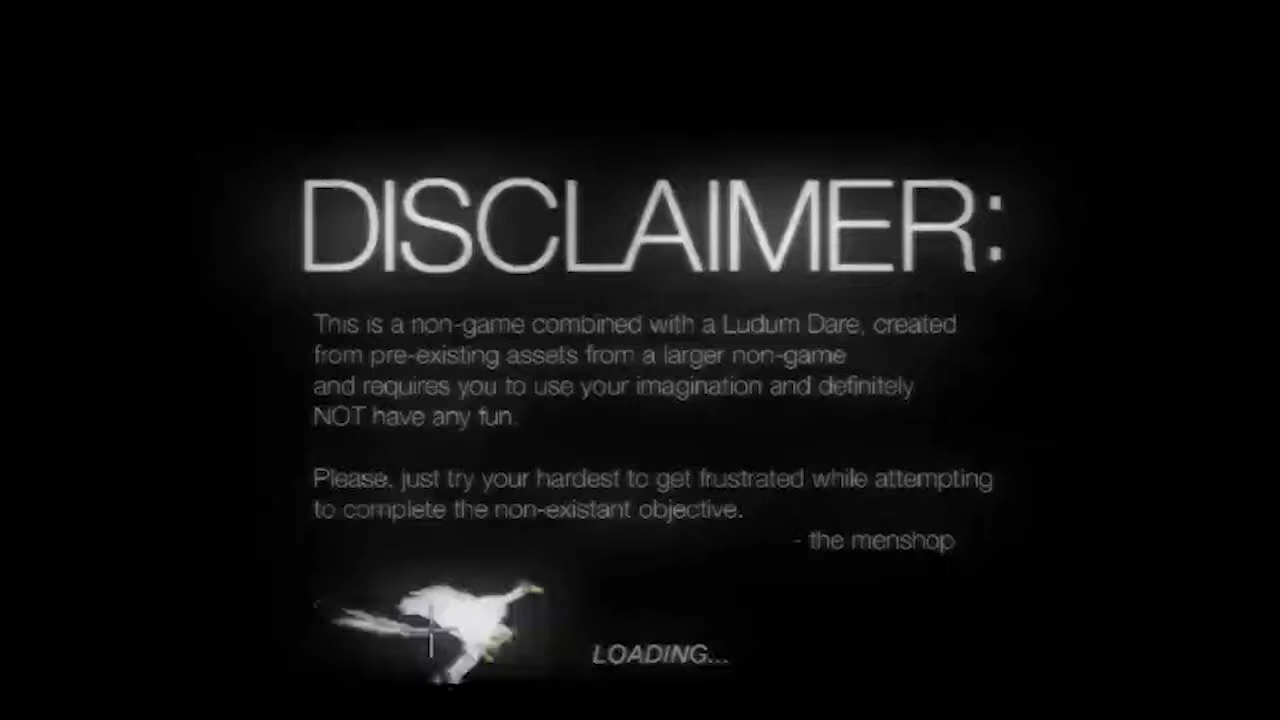 DISCLAIMER:
This is a non-game combined with a Ludum Dare, created
from pre-existing assets from a larger non-game
and requires you to use your imagination and definitely
NOT have any fun.
Please, just try your hardest to get frustrated while attempting
to complete the non-existant objective.
- the menshop
LOADING...